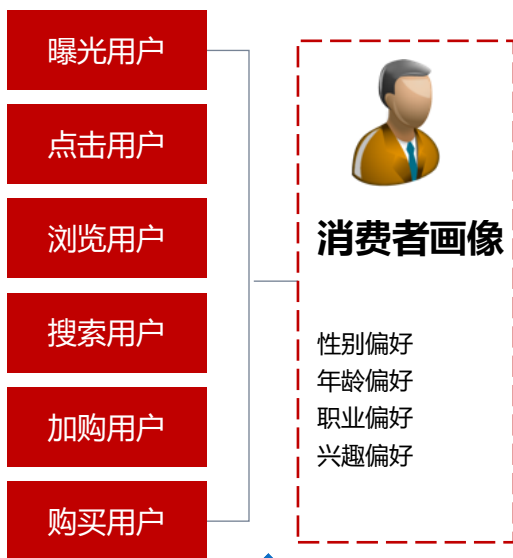 曝光用户
点击用户
浏览用户
搜索用户
加购用户
购买用户
消费者画像
性别偏好
年龄偏好
职业偏好
兴趣偏好